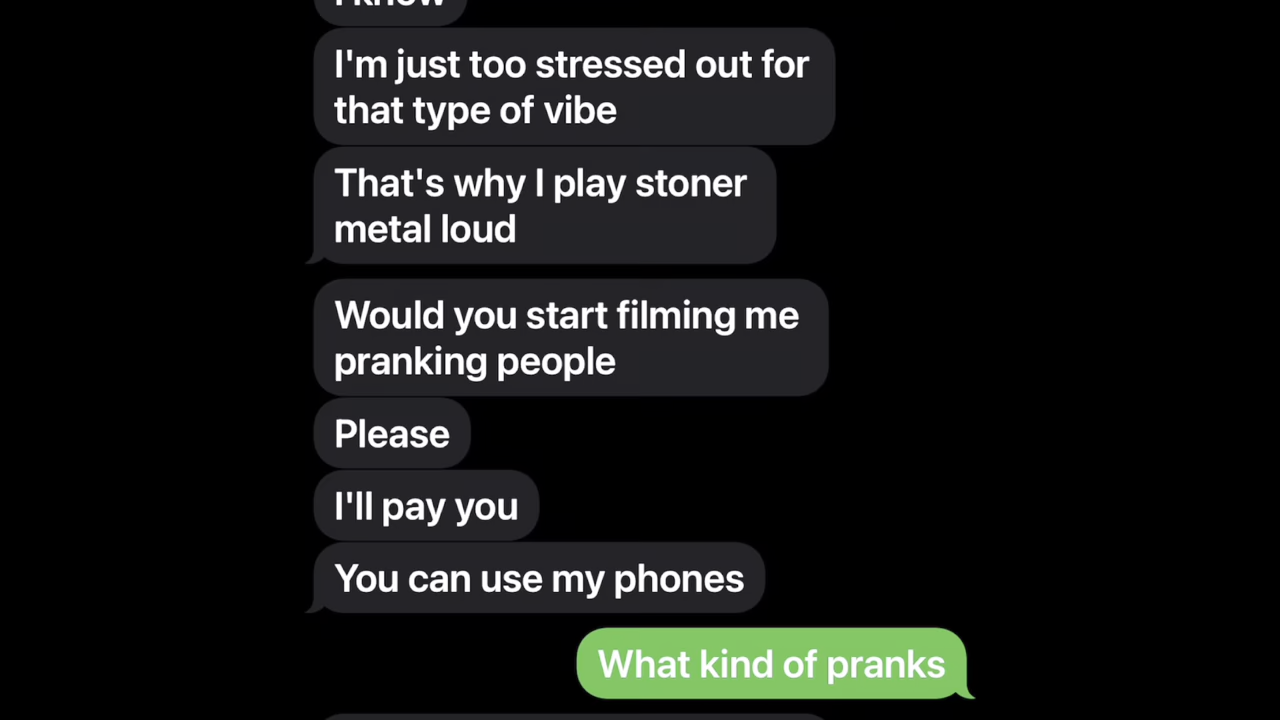 I know
I'm just too stressed out for
that type of vibe
That's why I play stoner
metal loud
Would you start filming me
pranking people
Please
I'll pay you
You can use my phones
What kind of pranks